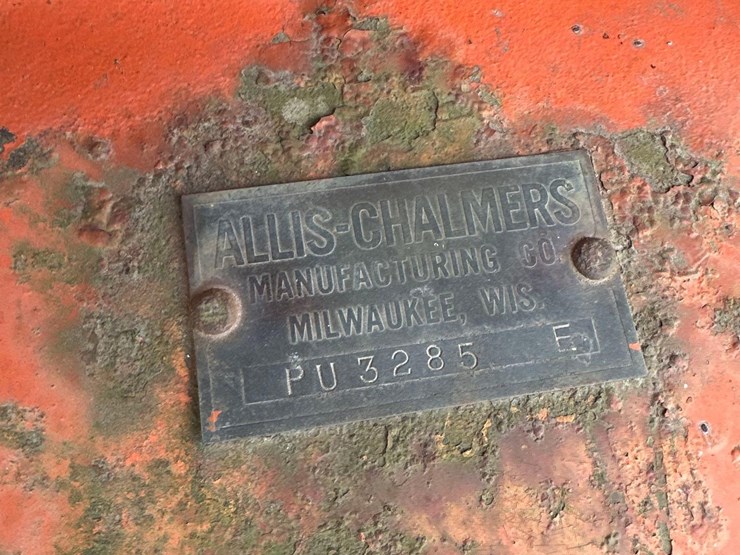 ALLIS-CHALMERS
MANUFACTURING CO.
MILWAUKEE, WIS.
PU 3285 E